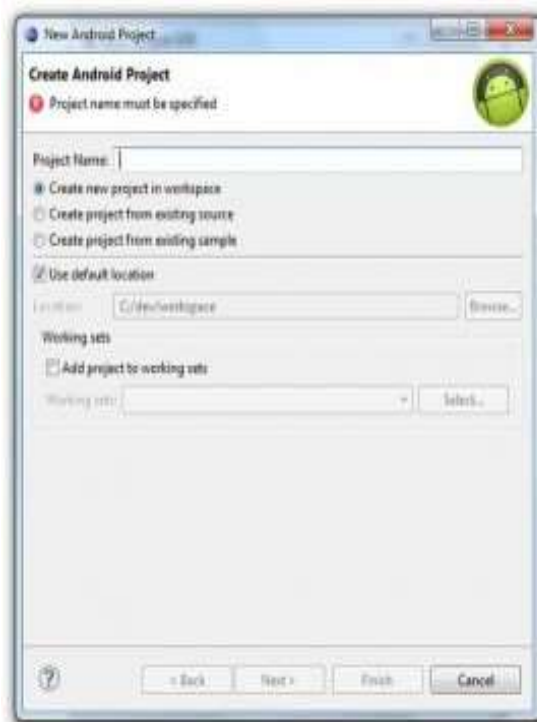 New Android Project
Create Android Project
Project name must be specified
Project Name:
Create new project in workspace
Create project from existing source
Create project from existing sample
Use default location
Location: C:/dev/workspace Browse...
Working sets
Add project to working sets
Working sets: Select...
? < Back Next > Finish Cancel